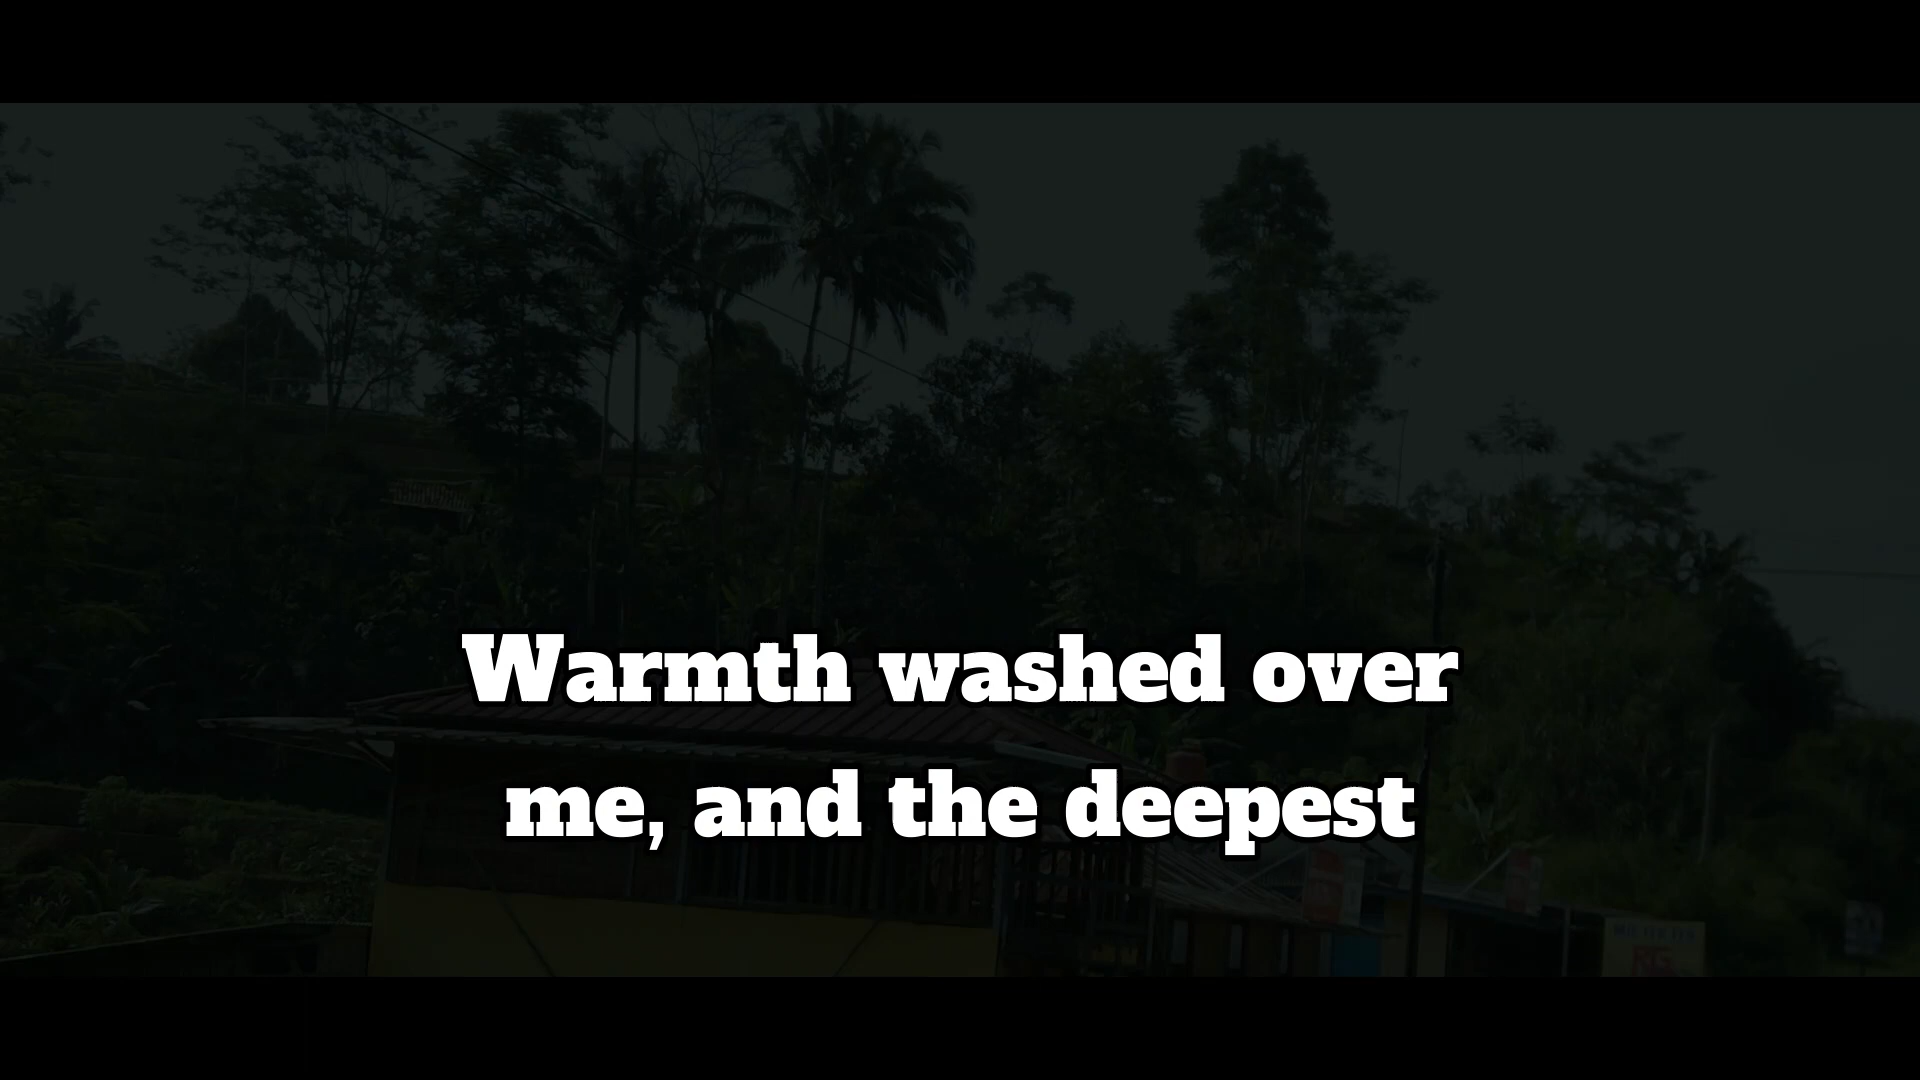 Warmth washed over
me, and the deepest